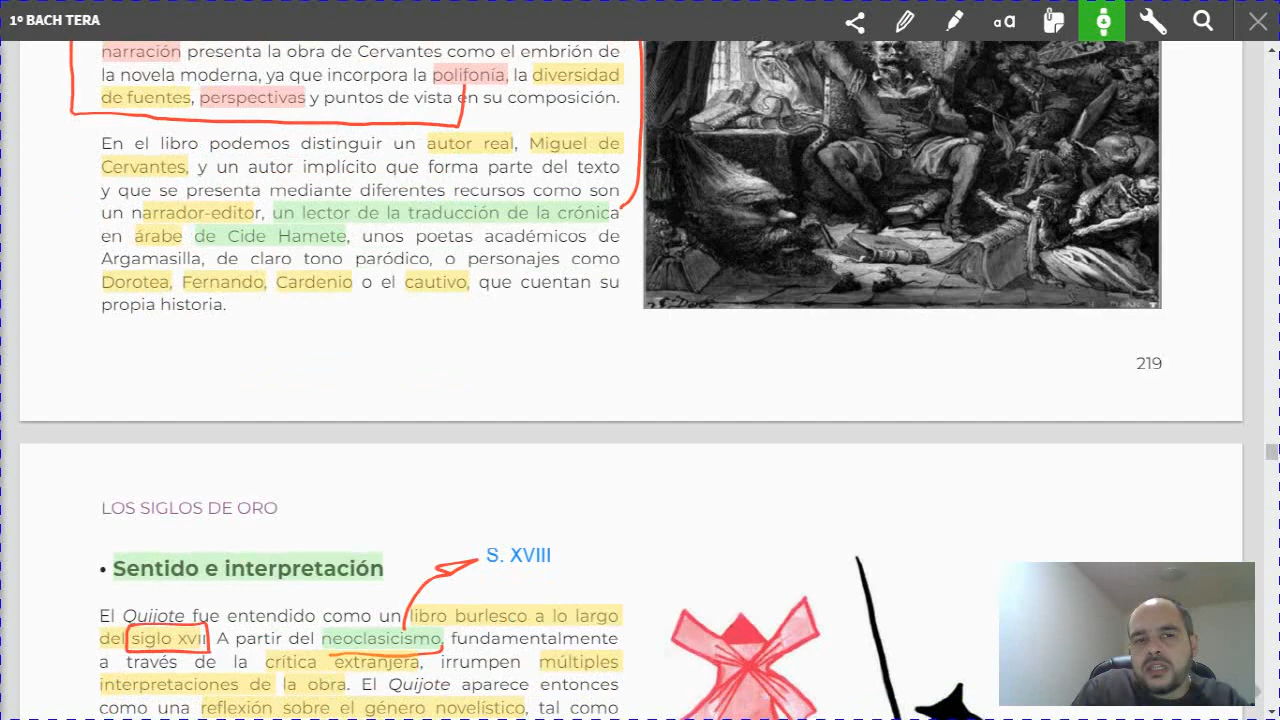 1º BACH TERA
aA
narración presenta la obra de Cervantes como el embrión de
la novela moderna, ya que incorpora la polifonía, la diversidad
de fuentes, perspectivas y puntos de vista en su composición.
En el libro podemos distinguir un autor real, Miguel de
Cervantes, y un autor implícito que forma parte del texto
y que se presenta mediante diferentes recursos como son
un narrador-editor, un lector de la traducción de la crónica
en árabe de Cide Hamete, unos poetas académicos de
Argamasilla, de claro tono paródico, o personajes como
Dorotea, Fernando, Cardenio o el cautivo, que cuentan su
propia historia.
219
LOS SIGLOS DE ORO
• Sentido e interpretación
S. XVIII
El Quijote fue entendido como un libro burlesco a lo largo
del siglo XVII. A partir del neoclasicismo, fundamentalmente
a través de la crítica extranjera, irrumpen múltiples
interpretaciones de la obra. El Quijote aparece entonces
como una reflexión sobre el género novelístico, tal como